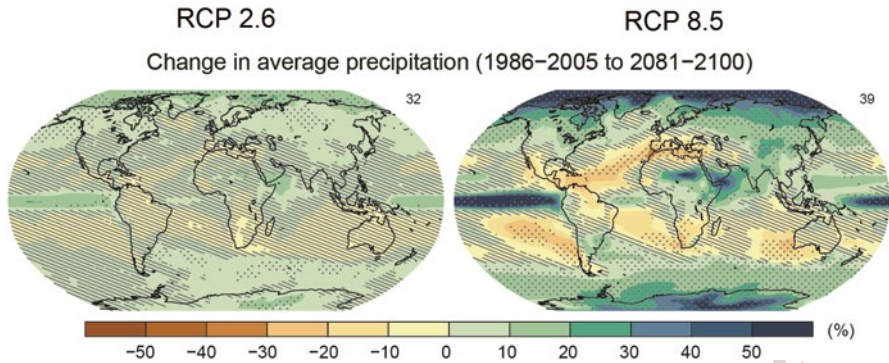 RCP 2.6 RCP 8.5
Change in average precipitation (1986−2005 to 2081−2100)
32 39
(%)
−50 −40 −30 −20 −10 0 10 20 30 40 50